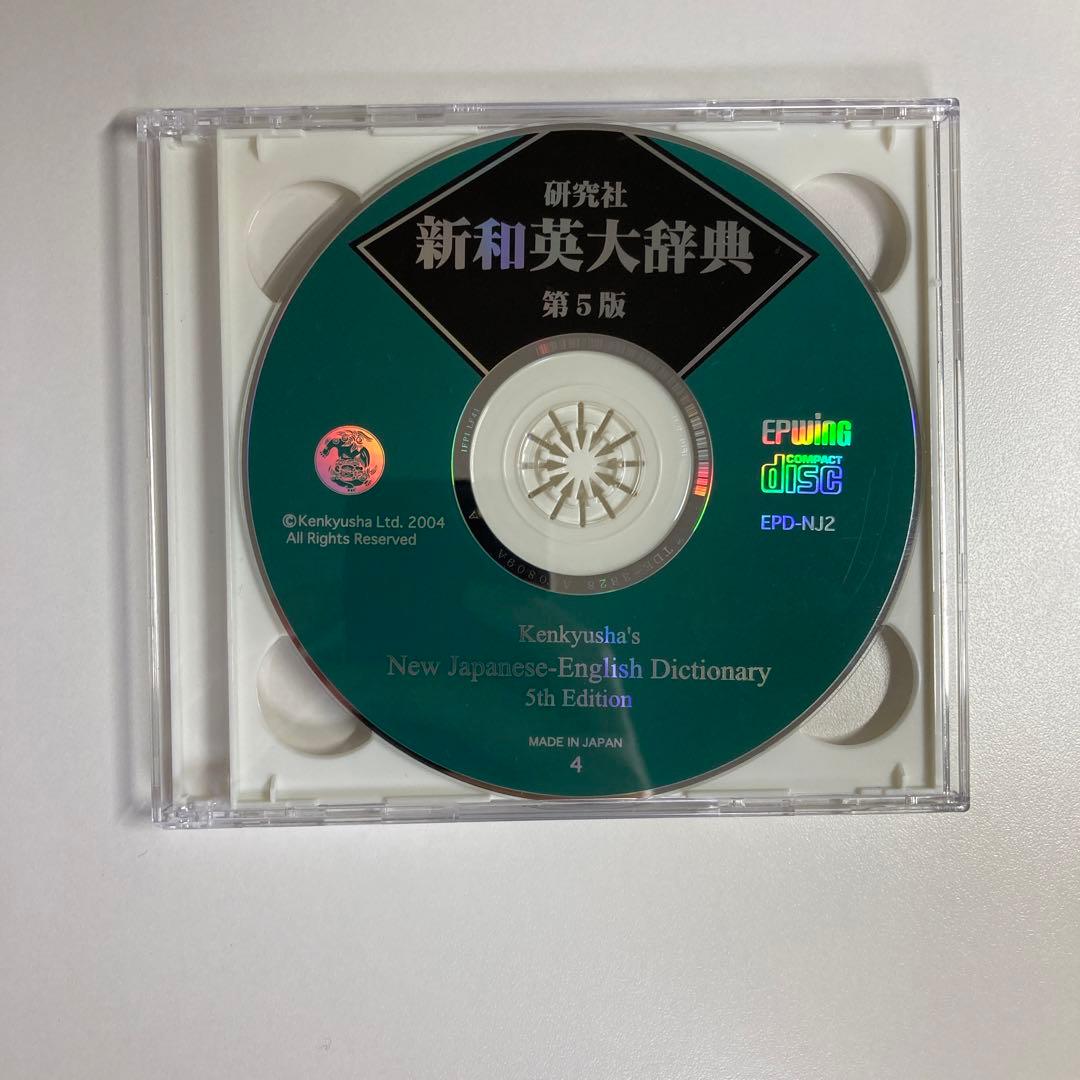 研究社
新和英大辞典
第5版
EPWING
COMPACT
disc
EPD-NJ2
©Kenkyusha Ltd. 2004
All Rights Reserved
Kenkyusha's
New Japanese-English Dictionary
5th Edition
MADE IN JAPAN
4